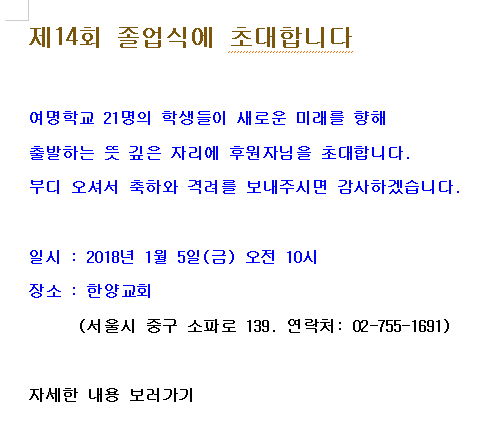 제14회 졸업식에 초대합니다
여명학교 21명의 학생들이 새로운 미래를 향해
출발하는 뜻 깊은 자리에 후원자님을 초대합니다.
부디 오셔서 축하와 격려를 보내주시면 감사하겠습니다.
일시 : 2018년 1월 5일(금) 오전 10시
장소 : 한양교회
(서울시 중구 소파로 139. 연락처: 02-755-1691)
자세한 내용 보러가기